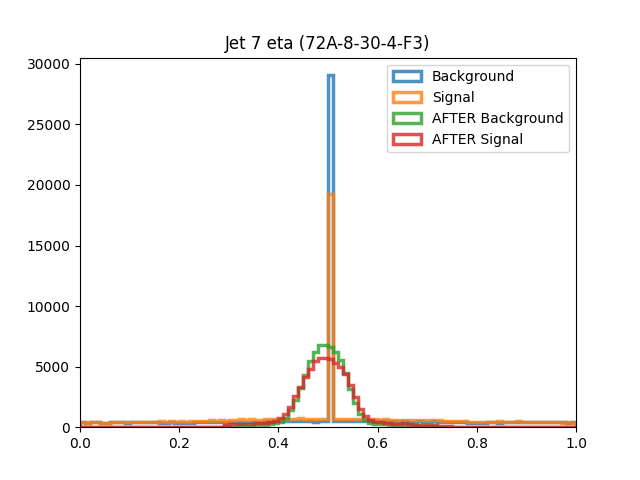 Jet 7 eta (72A-8-30-4-F3)
30000
25000
20000
15000
10000
5000
0
0.0 0.2 0.4 0.6 0.8 1.0
Background
Signal
AFTER Background
AFTER Signal